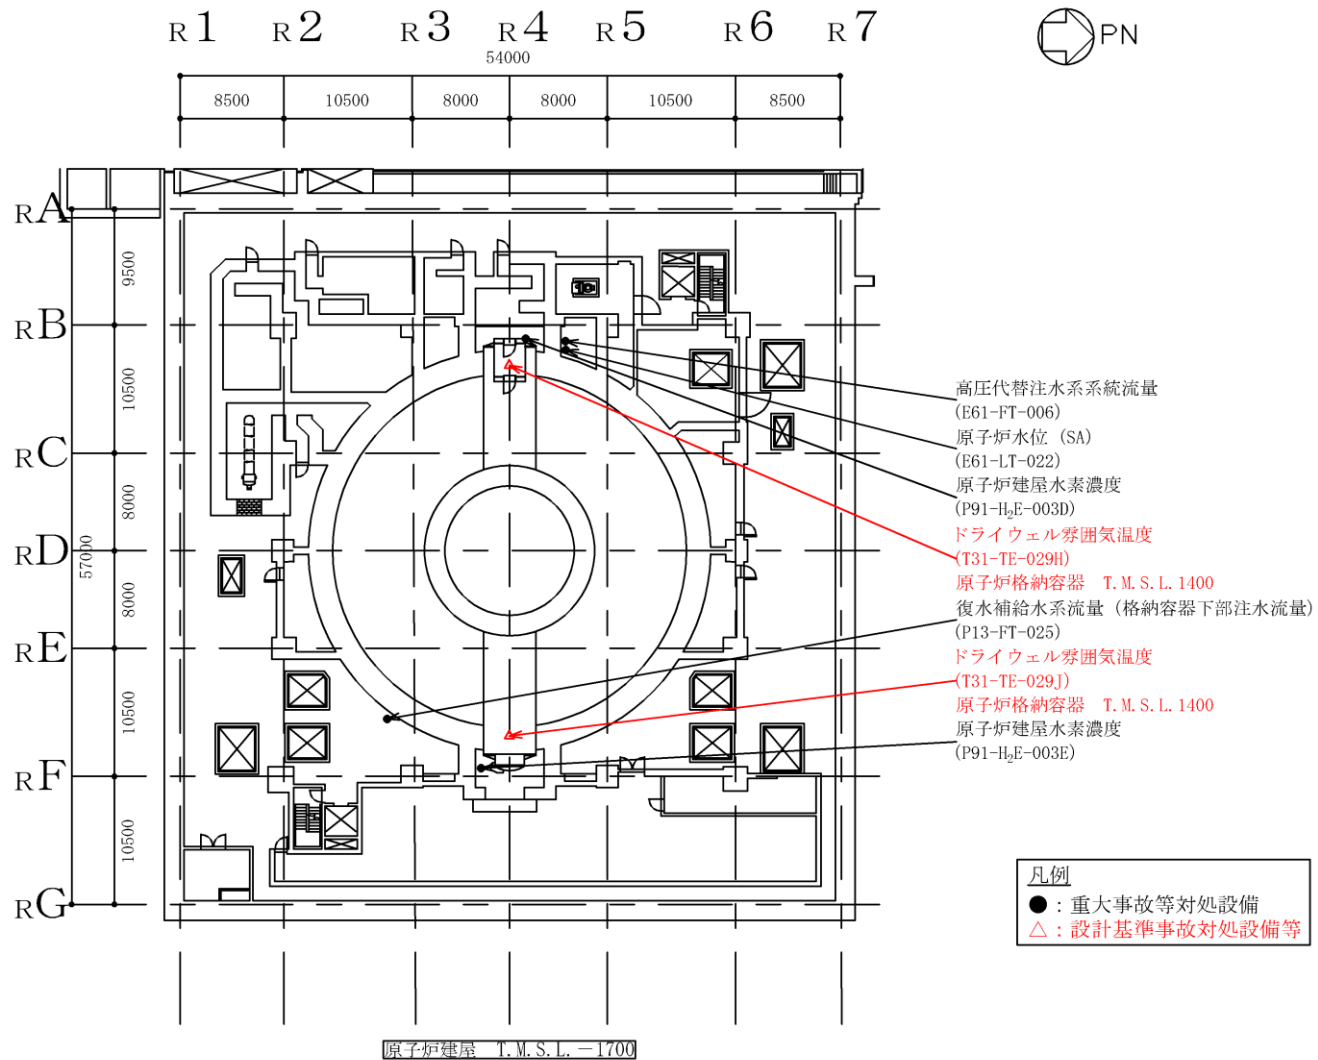 R1 R2 R3 R4 R5 R6 R7
PN
54000
8500 10500 8000 8000 10500 8500
RA
9500
RB
10500
RC
8000
RD
57000
8000
RE
10500
RF
10500
RG
高圧代替注水系系統流量
(E61-FT-006)
原子炉水位 (SA)
(E61-LT-022)
原子炉建屋水素濃度
(P91-H₂E-003D)
ドライウェル雰囲気温度
(T31-TE-029H)
原子炉格納容器 T.M.S.L.1400
復水補給水系流量 (格納容器下部注水流量)
(P13-FT-025)
ドライウェル雰囲気温度
(T31-TE-029J)
原子炉格納容器 T.M.S.L.1400
原子炉建屋水素濃度
(P91-H₂E-003E)
凡例
●：重大事故等対処設備
△：設計基準事故対処設備等
原子炉建屋 T.M.S.L.－1700